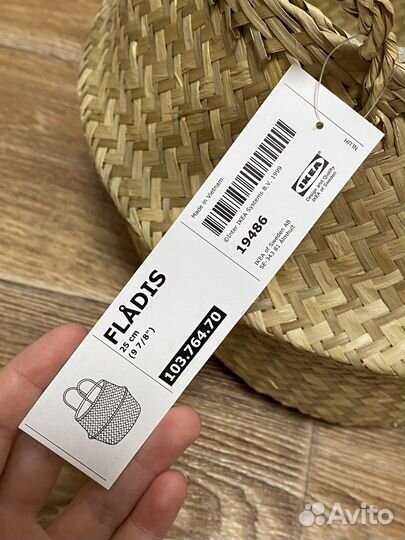 FLÅDIS
25 cm
(9 7/8")
103.764.70
Made in Vietnam
©Inter IKEA Systems B.V. 1999
19486
IKEA of Sweden AB
SE-343 81 Älmhult
IKEA
Design and Quality
IKEA of Sweden
Avito